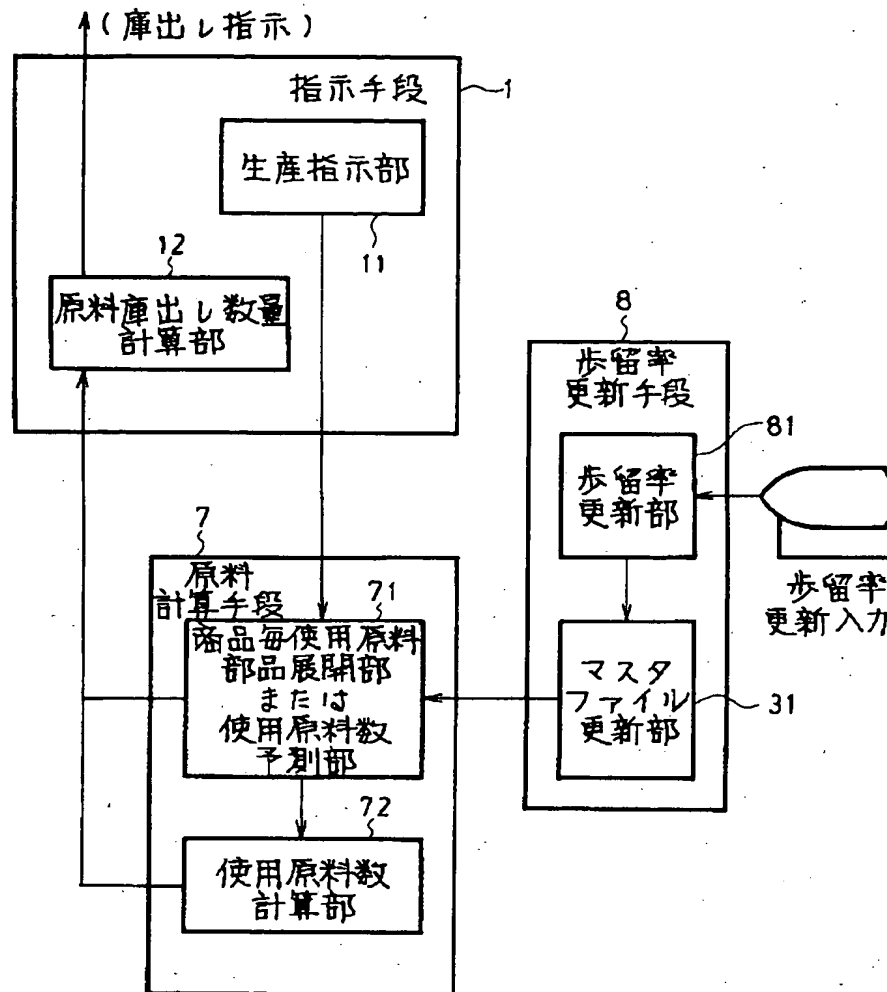 (庫出し指示)
指示手段
1
生産指示部
11
12
原料庫出し数量
計算部
8
歩留率
更新手段
81
歩留率
更新部
歩留率
更新入力
マスタ
ファイル
更新部
31
7
原料
計算手段
71
商品毎使用原料
部品展開部
または
使用原料数
予測部
72
使用原料数
計算部